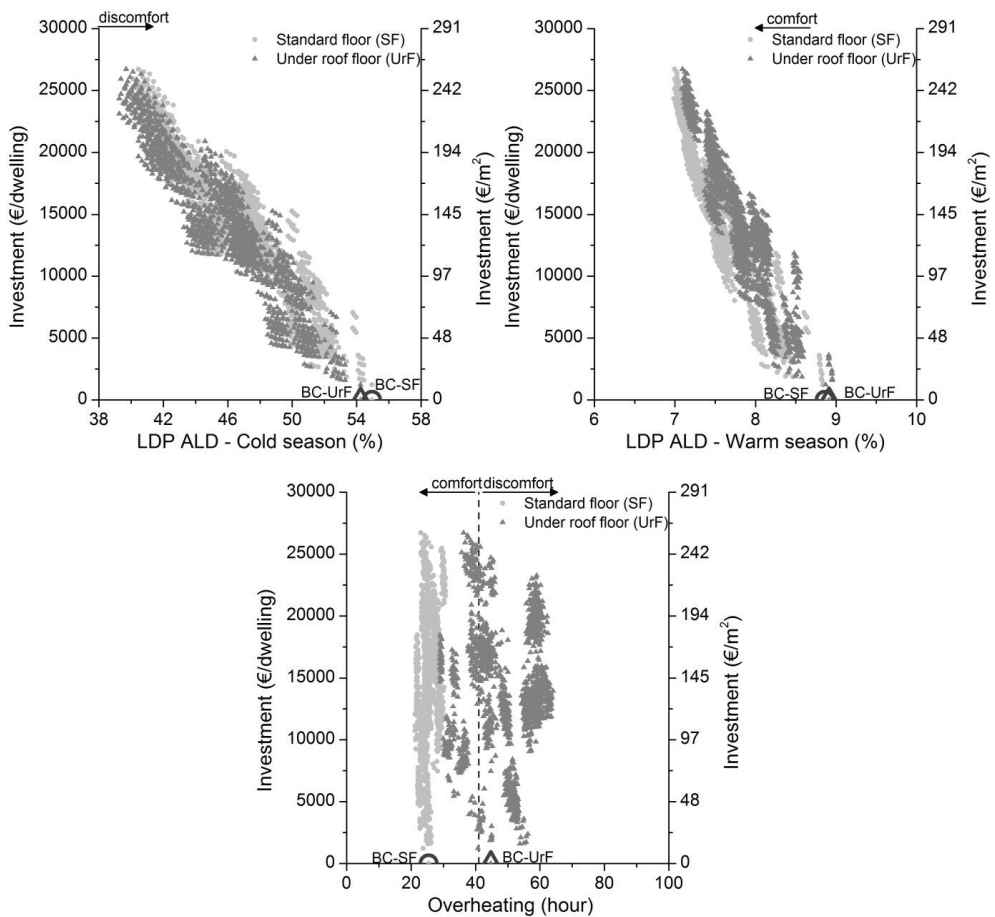 discomfort
30000
25000
20000
15000
10000
5000
0
291
242
194
145
97
48
0
Standard floor (SF)
Under roof floor (UrF)
BC-UrF
BC-SF
38
42
46
50
54
58
LDP ALD - Cold season (%)
Investment (€/dwelling)
Investment (€/m²)
comfort
30000
25000
20000
15000
10000
5000
0
291
242
194
145
97
48
0
Standard floor (SF)
Under roof floor (UrF)
BC-SF
BC-UrF
6
7
8
9
10
LDP ALD - Warm season (%)
Investment (€/dwelling)
Investment (€/m²)
comfort
discomfort
30000
25000
20000
15000
10000
5000
0
291
242
194
145
97
48
0
Standard floor (SF)
Under roof floor (UrF)
BC-SF
BC-UrF
0
20
40
60
80
100
Overheating (hour)
Investment (€/dwelling)
Investment (€/m²)